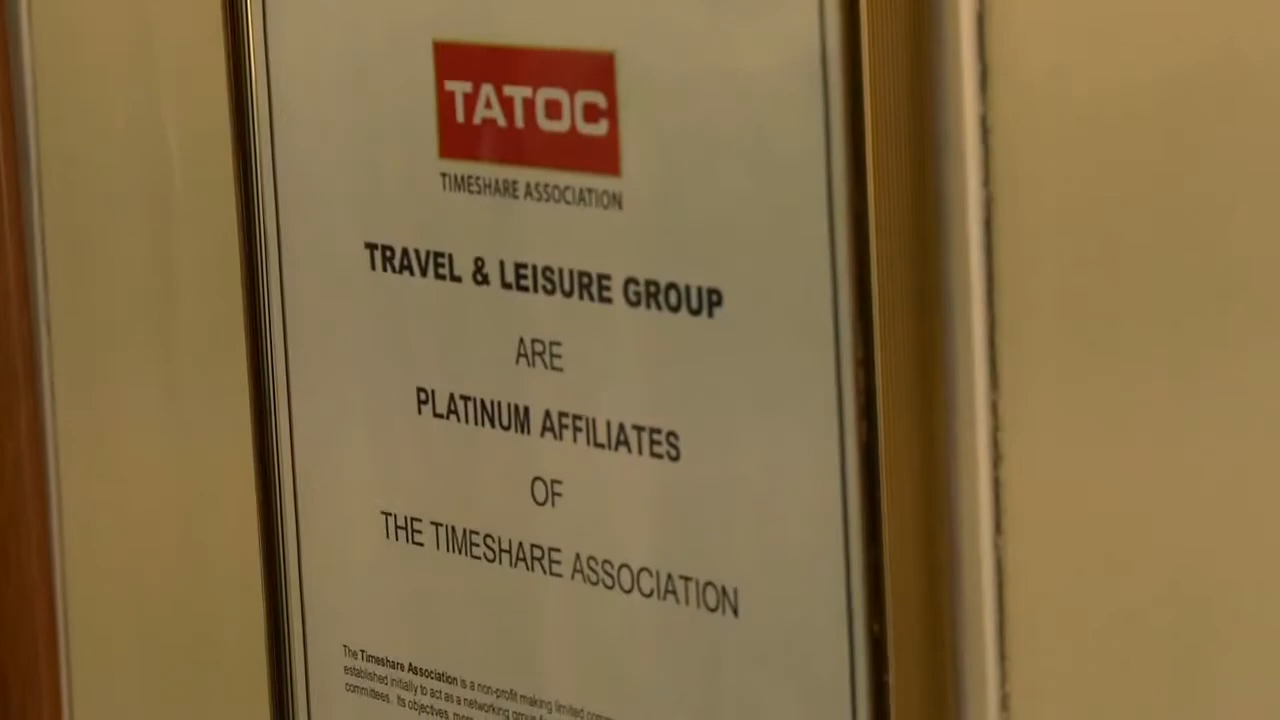 TATOC
TIMESHARE ASSOCIATION
TRAVEL & LEISURE GROUP
ARE
PLATINUM AFFILIATES
OF
THE TIMESHARE ASSOCIATION
The Timeshare Association is a non-profit making limited
established initially to act as a networking group
committees. Its objectives,